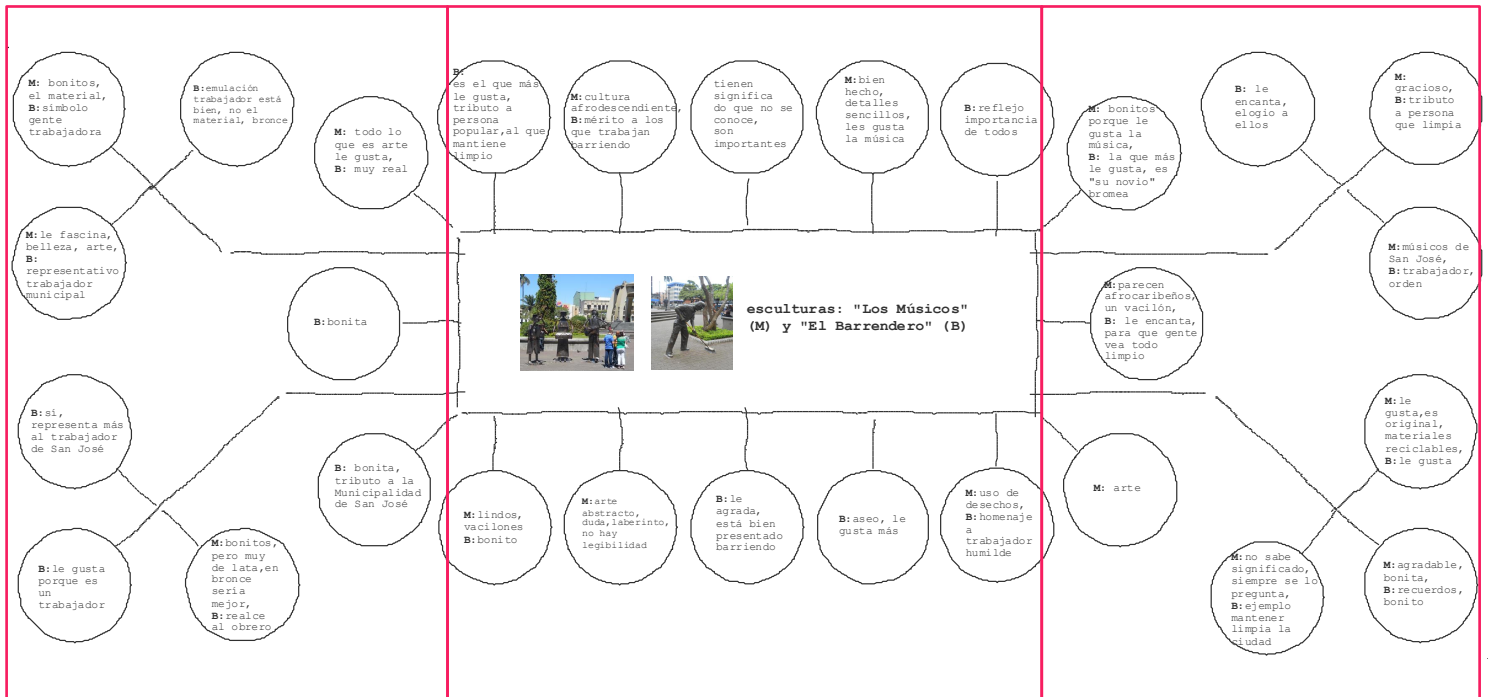 M: bonitos,
el material,
B:símbolo
gente
trabajadora
B:emulación
trabajador está
bien, no el
material, bronce
M: todo lo
que es arte
le gusta,
B: muy real
M:le fascina,
belleza, arte,
B:
representativo
trabajador
municipal
B:bonita
B:sí,
representa más
al trabajador
de San José
B: bonita,
tributo a la
Municipalidad
de San José
B:le gusta
porque es
un
trabajador
M:bonitos,
pero muy
de lata,en
bronce
sería
mejor,
B:realce
al obrero
B:
es el que más
le gusta,
tributo a
persona
popular,al que
mantiene
limpio
M:cultura
afrodescendiente,
B:mérito a los
que trabajan
barriendo
tienen
significa
do que no se
conoce,
son
importantes
M:bien
hecho,
detalles
sencillos,
les gusta
la música
B:reflejo
importancia
de todos
esculturas: "Los Músicos"
(M) y "El Barrendero" (B)
M:lindos,
vacilones
B:bonito
M:arte
abstracto,
duda,laberinto,
no hay
legibilidad
B:le
agrada,
está bien
presentado
barriendo
B:aseo, le
gusta más
M:uso de
desechos,
B:homenaje
a
trabajador
humilde
M: bonitos
porque le
gusta la
música,
B: la que más
le gusta, es
"su novio"
bromea
B: le
encanta,
elogio a
ellos
M:
gracioso,
B:tributo
a persona
que limpia
M:músicos de
San José,
B:trabajador,
orden
M:parecen
afrocaribeños,
un vacilón,
B: le encanta,
para que gente
vea todo
limpio
M:le
gusta,es
original,
materiales
reciclables,
B:le gusta
M: arte
M:no sabe
significado,
siempre se lo
pregunta,
B:ejemplo
mantener
limpia la
ciudad
M:agradable,
bonita,
B:recuerdos,
bonito